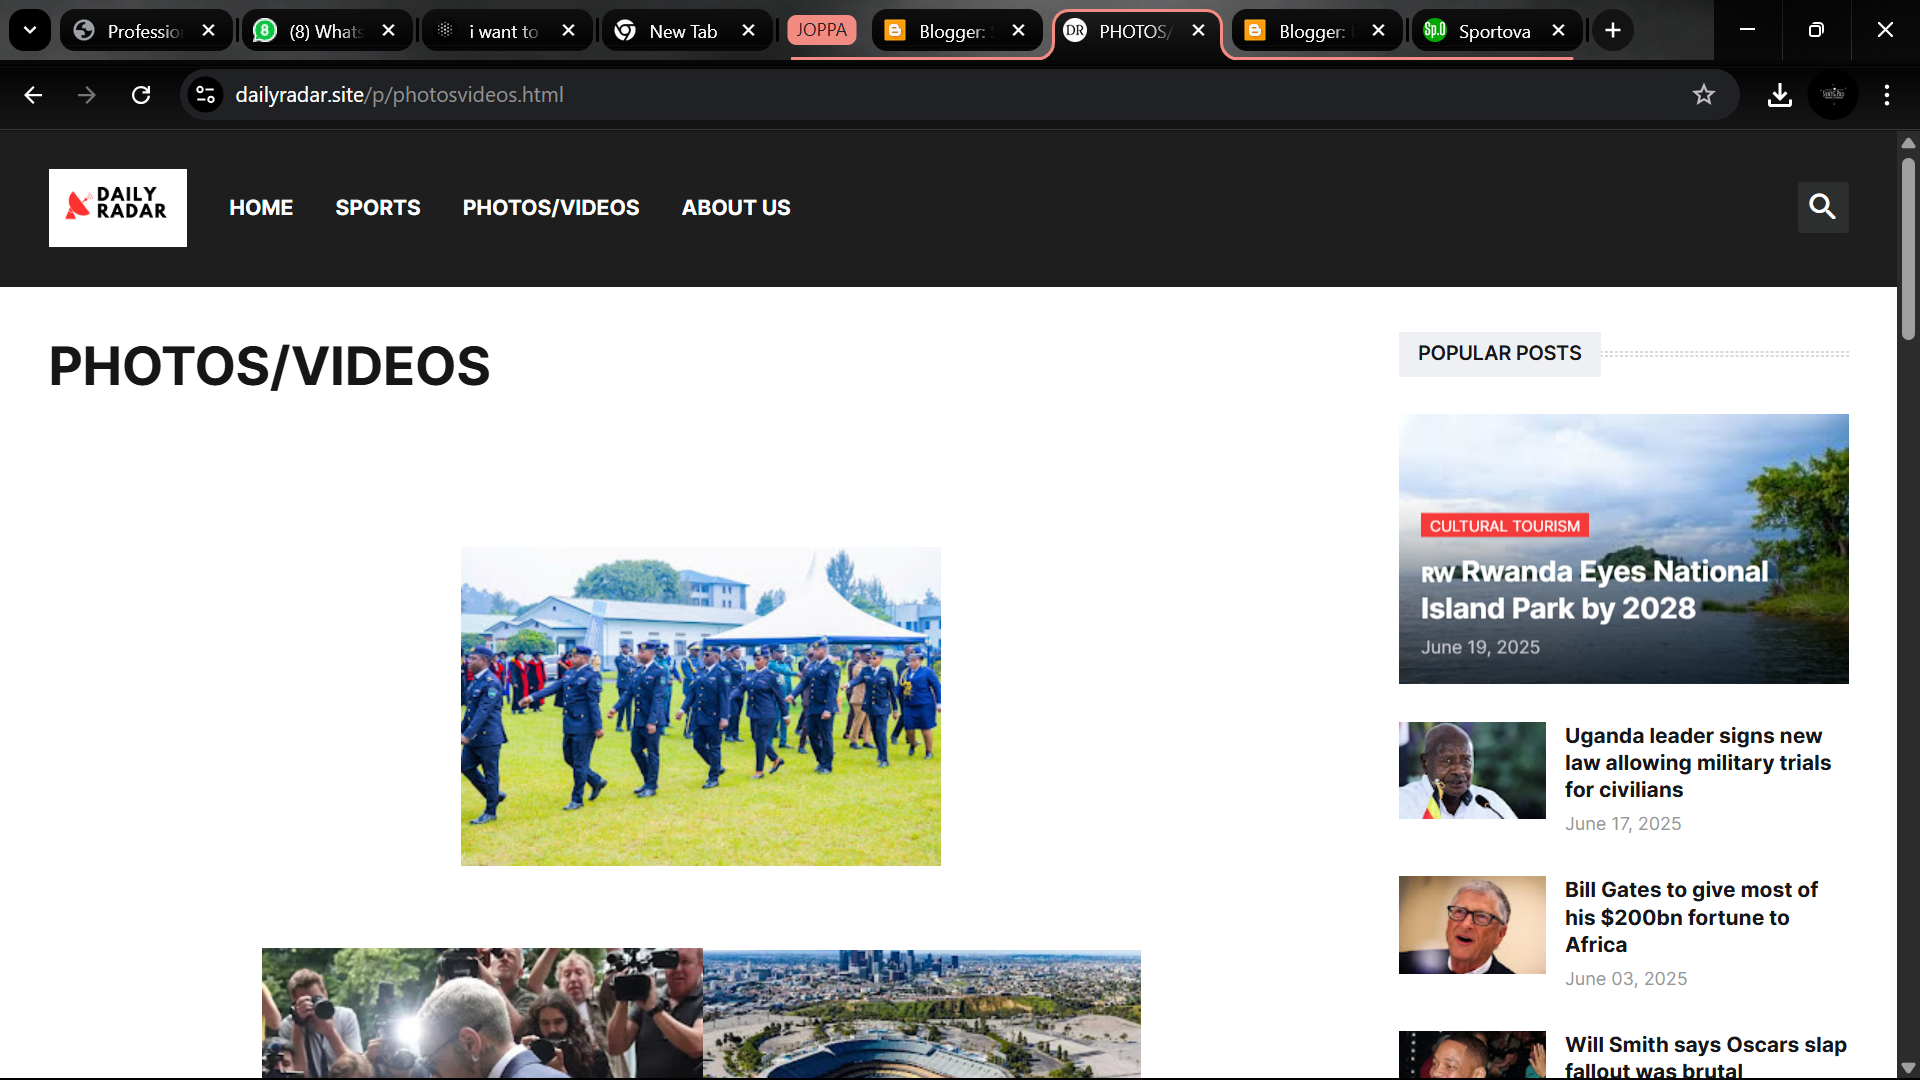 Professio
(8) Whats
i want to
New Tab
JOPPA
Blogger:
PHOTOS/
Blogger:
Sp.0 Sportova
dailyradar.site/p/photosvideos.html
DAILY
RADAR
HOME
SPORTS
PHOTOS/VIDEOS
ABOUT US
PHOTOS/VIDEOS
POPULAR POSTS
CULTURAL TOURISM
RW Rwanda Eyes National
Island Park by 2028
June 19, 2025
Uganda leader signs new
law allowing military trials
for civilians
June 17, 2025
Bill Gates to give most of
his $200bn fortune to
Africa
June 03, 2025
Will Smith says Oscars slap
fallout was brutal